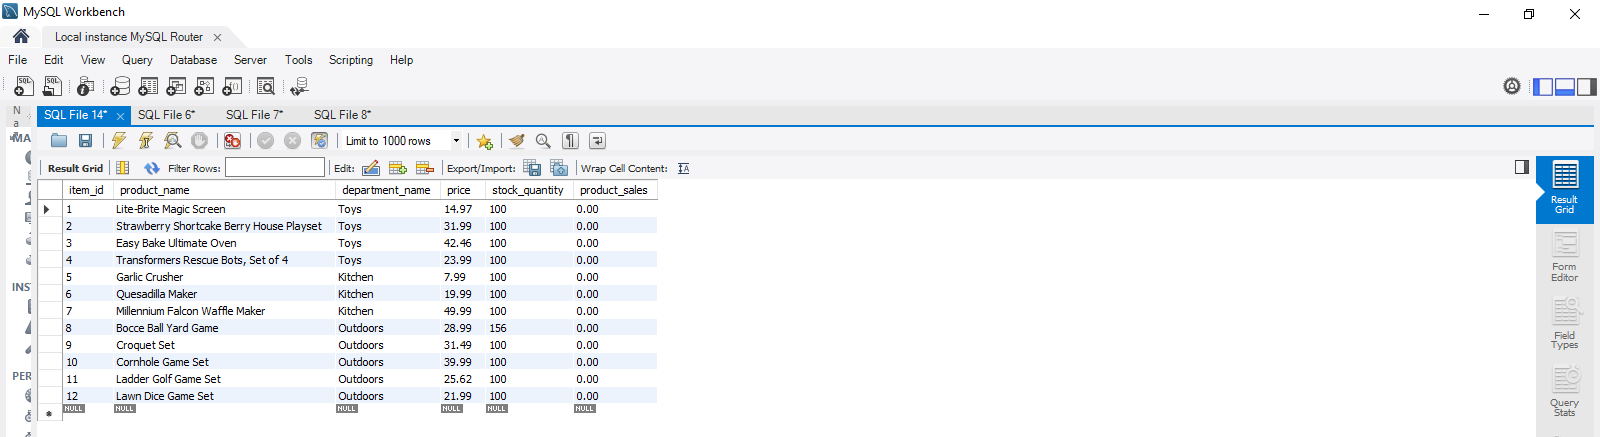 MySQL Workbench
Local instance MySQL Router
File Edit View Query Database Server Tools Scripting Help
Na
MA
INS
PER
SQL File 14* SQL File 6* SQL File 7* SQL File 8*
Limit to 1000 rows
Result Grid Filter Rows: Edit: Export/Import: Wrap Cell Content:
item_id product_name department_name price stock_quantity product_sales
1 Lite-Brite Magic Screen Toys 14.97 100 0.00
2 Strawberry Shortcake Berry House Playset Toys 31.99 100 0.00
3 Easy Bake Ultimate Oven Toys 42.46 100 0.00
4 Transformers Rescue Bots, Set of 4 Toys 23.99 100 0.00
5 Garlic Crusher Kitchen 7.99 100 0.00
6 Quesadilla Maker Kitchen 19.99 100 0.00
7 Millennium Falcon Waffle Maker Kitchen 49.99 100 0.00
8 Bocce Ball Yard Game Outdoors 28.99 156 0.00
9 Croquet Set Outdoors 31.49 100 0.00
10 Cornhole Game Set Outdoors 39.99 100 0.00
11 Ladder Golf Game Set Outdoors 25.62 100 0.00
12 Lawn Dice Game Set Outdoors 21.99 100 0.00
NULL NULL NULL NULL NULL NULL
Result
Grid
Form
Editor
Field
Types
Query
Stats